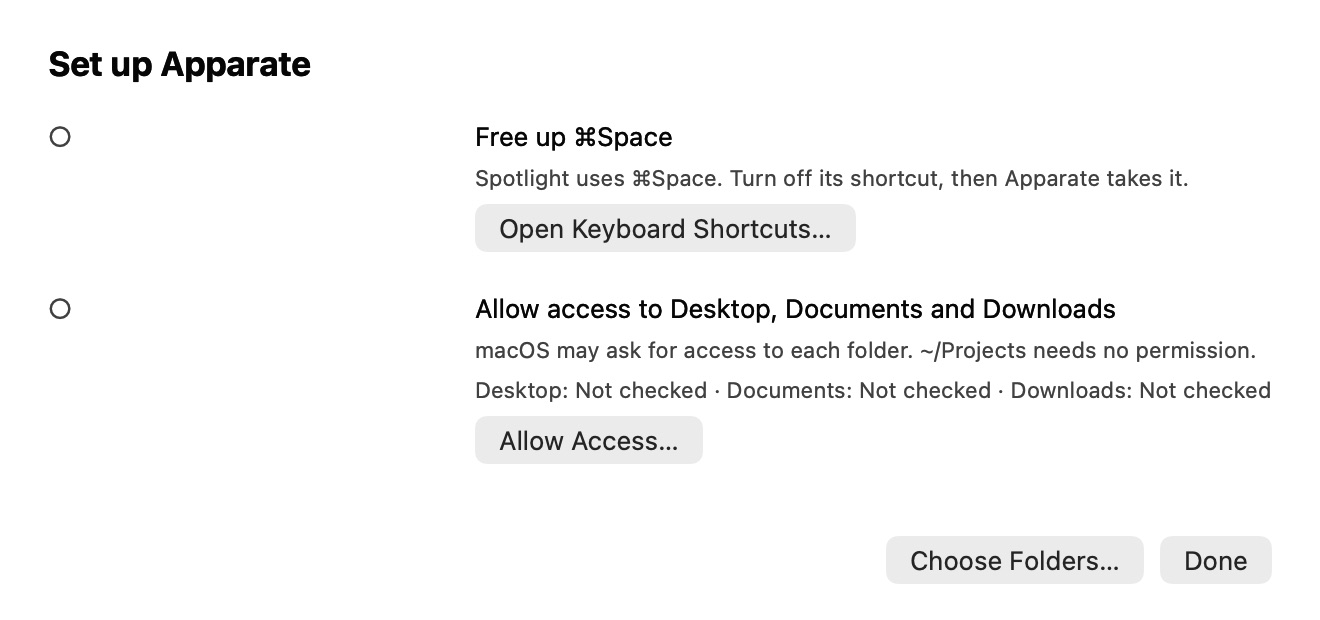 Set up Apparate
Free up ⌘Space
Spotlight uses ⌘Space. Turn off its shortcut, then Apparate takes it.
Open Keyboard Shortcuts...
Allow access to Desktop, Documents and Downloads
macOS may ask for access to each folder. ~/Projects needs no permission.
Desktop: Not checked · Documents: Not checked · Downloads: Not checked
Allow Access...
Choose Folders...
Done